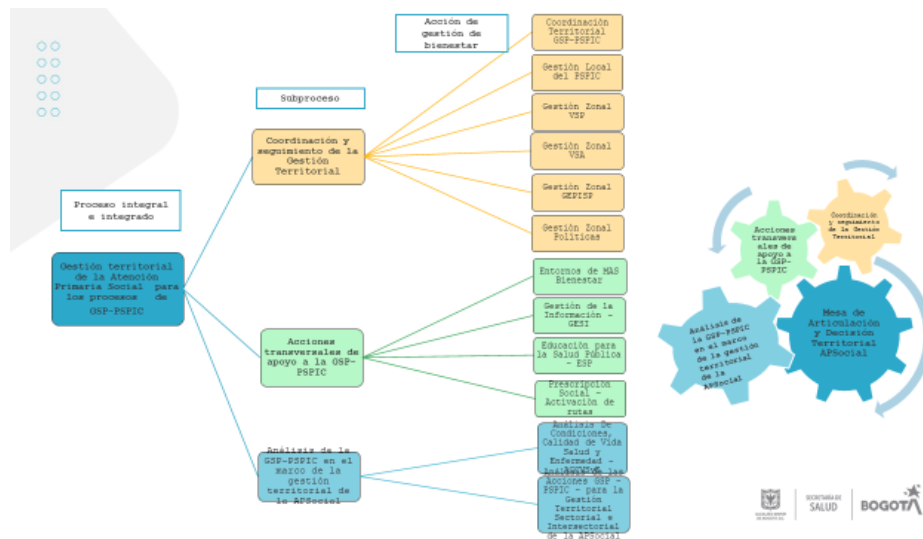 Acción de
gestión de
bienestar
Subproceso
Proceso integral
e integrado
Gestión territorial
de la Atención
Primaria Social para
los procesos de
GSP-PSPIC
Coordinación y
seguimiento de la
Gestión
Territorial
Coordinación
Territorial
GSP-PSPIC
Gestión Local
del PSPIC
Gestión Zonal
VSP
Gestión Zonal
VSA
Gestión Zonal
GEPISP
Gestión Zonal
Políticas
Acciones
transversales de
apoyo a la GSP-
PSPIC
Entornos de MAS
Bienestar
Gestión de la
Información -
GESI
Educación para
la Salud Pública
- ESP
Prescripción
Social -
Activación de
rutas
Análisis de la
GSP-PSPIC en el
marco de la
gestión
territorial de
la APSocial
Análisis De
Condiciones,
Calidad de Vida
Salud y
Enfermedad -
Análisis de las
Acciones GSP -
PSPIC - para la
Gestión
Territorial
Sectorial e
Intersectorial
de la APSocial
Coordinación
y seguimiento
de la Gestión
Territorial
Acciones
transversales
de apoyo a
la GSP-
PSPIC
Análisis de
la GSP-PSPIC
en el marco
de la gestión
territorial
de la
APSocial
Mesa de
Articulación
y Decisión
Territorial
APSocial
SECRETARÍA DE
SALUD
BOGOTÁ